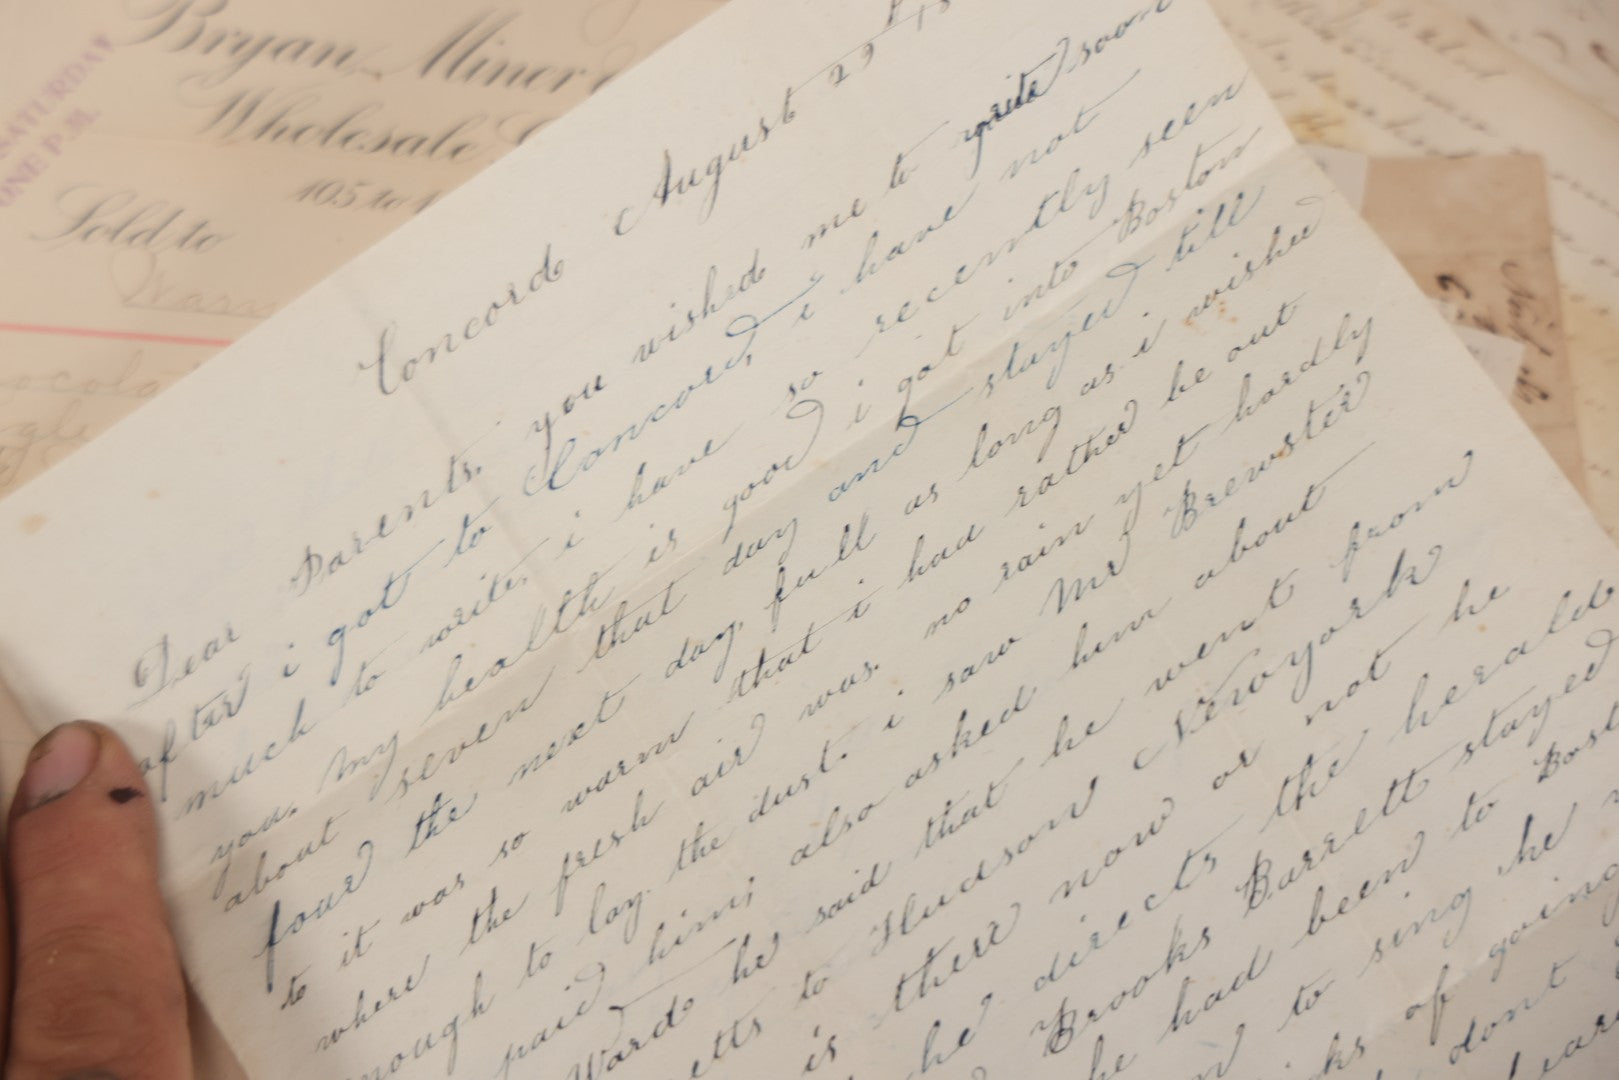 SATURDAY
ONE P.M.
Bryan, Miner
Wholesale
105 to
Sold to
Concord August 29
Dear Parents. you wished me to write soon
after i got to Concord, i have not
much to write, i have so recently seen
you. My health is good i got into Boston
about seven that day and stayed till
four the next day, full as long as i wished
to it was so warm that i had rather be out
where the fresh air was. no rain yet hardly
enough to lay the dust. i saw Mr Brewster
paid him; also asked him about
Ward he said that he went from
etts to Hudson Newyork
is there now or not he
he directs the herald
Brooks Barrett stayed
he had been to Bost
to sing he
of going
dont